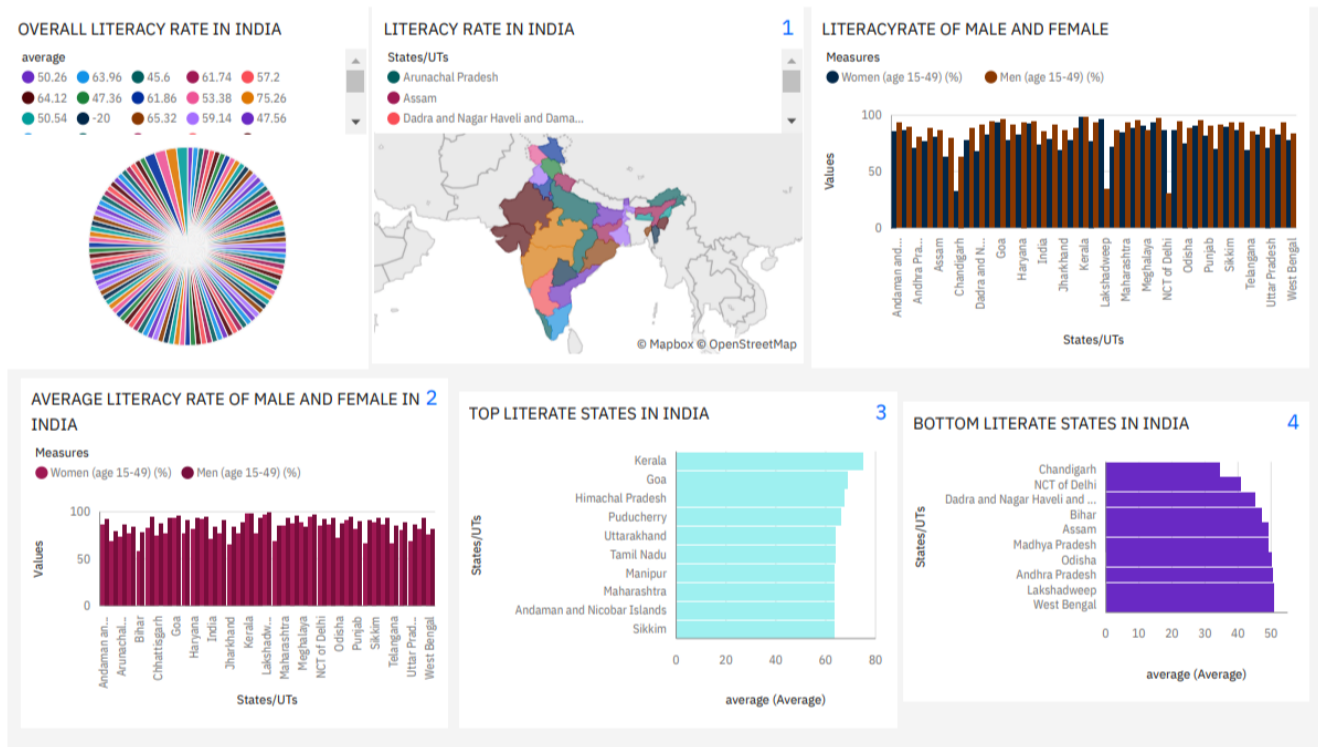 OVERALL LITERACY RATE IN INDIA
average
50.26 63.96 45.6 61.74 57.2
64.12 47.36 61.86 53.38 75.26
50.54 -20 65.32 59.14 47.56
LITERACY RATE IN INDIA 1
States/UTs
Arunachal Pradesh
Assam
Dadra and Nagar Haveli and Dama...
© Mapbox © OpenStreetMap
LITERACYRATE OF MALE AND FEMALE
Measures
Women (age 15-49) (%) Men (age 15-49) (%)
Values
100
50
0
Andaman and...
Andhra Pra...
Assam
Chandigarh
Dadra and N...
Goa
Haryana
India
Jharkhand
Kerala
Lakshadweep
Maharashtra
Meghalaya
NCT of Delhi
Odisha
Punjab
Sikkim
Telangana
Uttar Pradesh
West Bengal
States/UTs
AVERAGE LITERACY RATE OF MALE AND FEMALE IN 2
INDIA
Measures
Women (age 15-49) (%) Men (age 15-49) (%)
Values
100
50
0
Andaman an...
Arunachal...
Bihar
Chhattisgarh
Goa
Haryana
India
Jharkhand
Kerala
Lakshadw...
Maharashtra
Meghalaya
NCT of Delhi
Odisha
Punjab
Sikkim
Telangana
Uttar Prad...
West Bengal
States/UTs
TOP LITERATE STATES IN INDIA 3
States/UTs
Kerala
Goa
Himachal Pradesh
Puducherry
Uttarakhand
Tamil Nadu
Manipur
Maharashtra
Andaman and Nicobar Islands
Sikkim
0 20 40 60 80
average (Average)
BOTTOM LITERATE STATES IN INDIA 4
States/UTs
Chandigarh
NCT of Delhi
Dadra and Nagar Haveli and ...
Bihar
Assam
Madhya Pradesh
Odisha
Andhra Pradesh
Lakshadweep
West Bengal
0 10 20 30 40 50
average (Average)